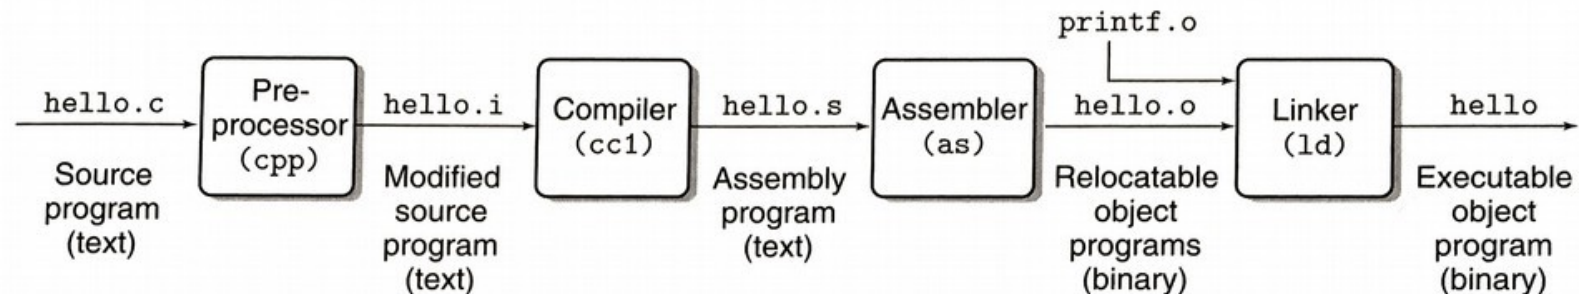 printf.o
hello.c
Pre-
processor
(cpp)
hello.i
Compiler
(cc1)
hello.s
Assembler
(as)
hello.o
Linker
(ld)
hello
Source
program
(text)
Modified
source
program
(text)
Assembly
program
(text)
Relocatable
object
programs
(binary)
Executable
object
program
(binary)